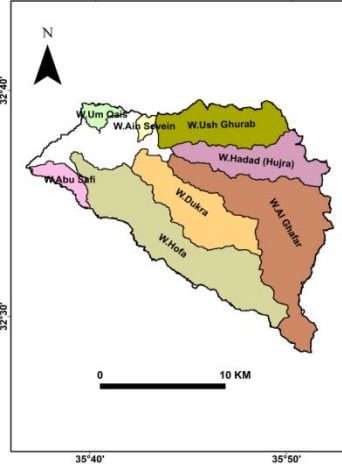 N
32°40'
W.Um Qais
W.Ain Sevein
W.Ush Ghurab
W.Hadad (Hujra)
W.Abu Safi
W.Dukra
W.Al Ghafar
W.Hofa
32°30'
0 10 KM
35°40' 35°50'